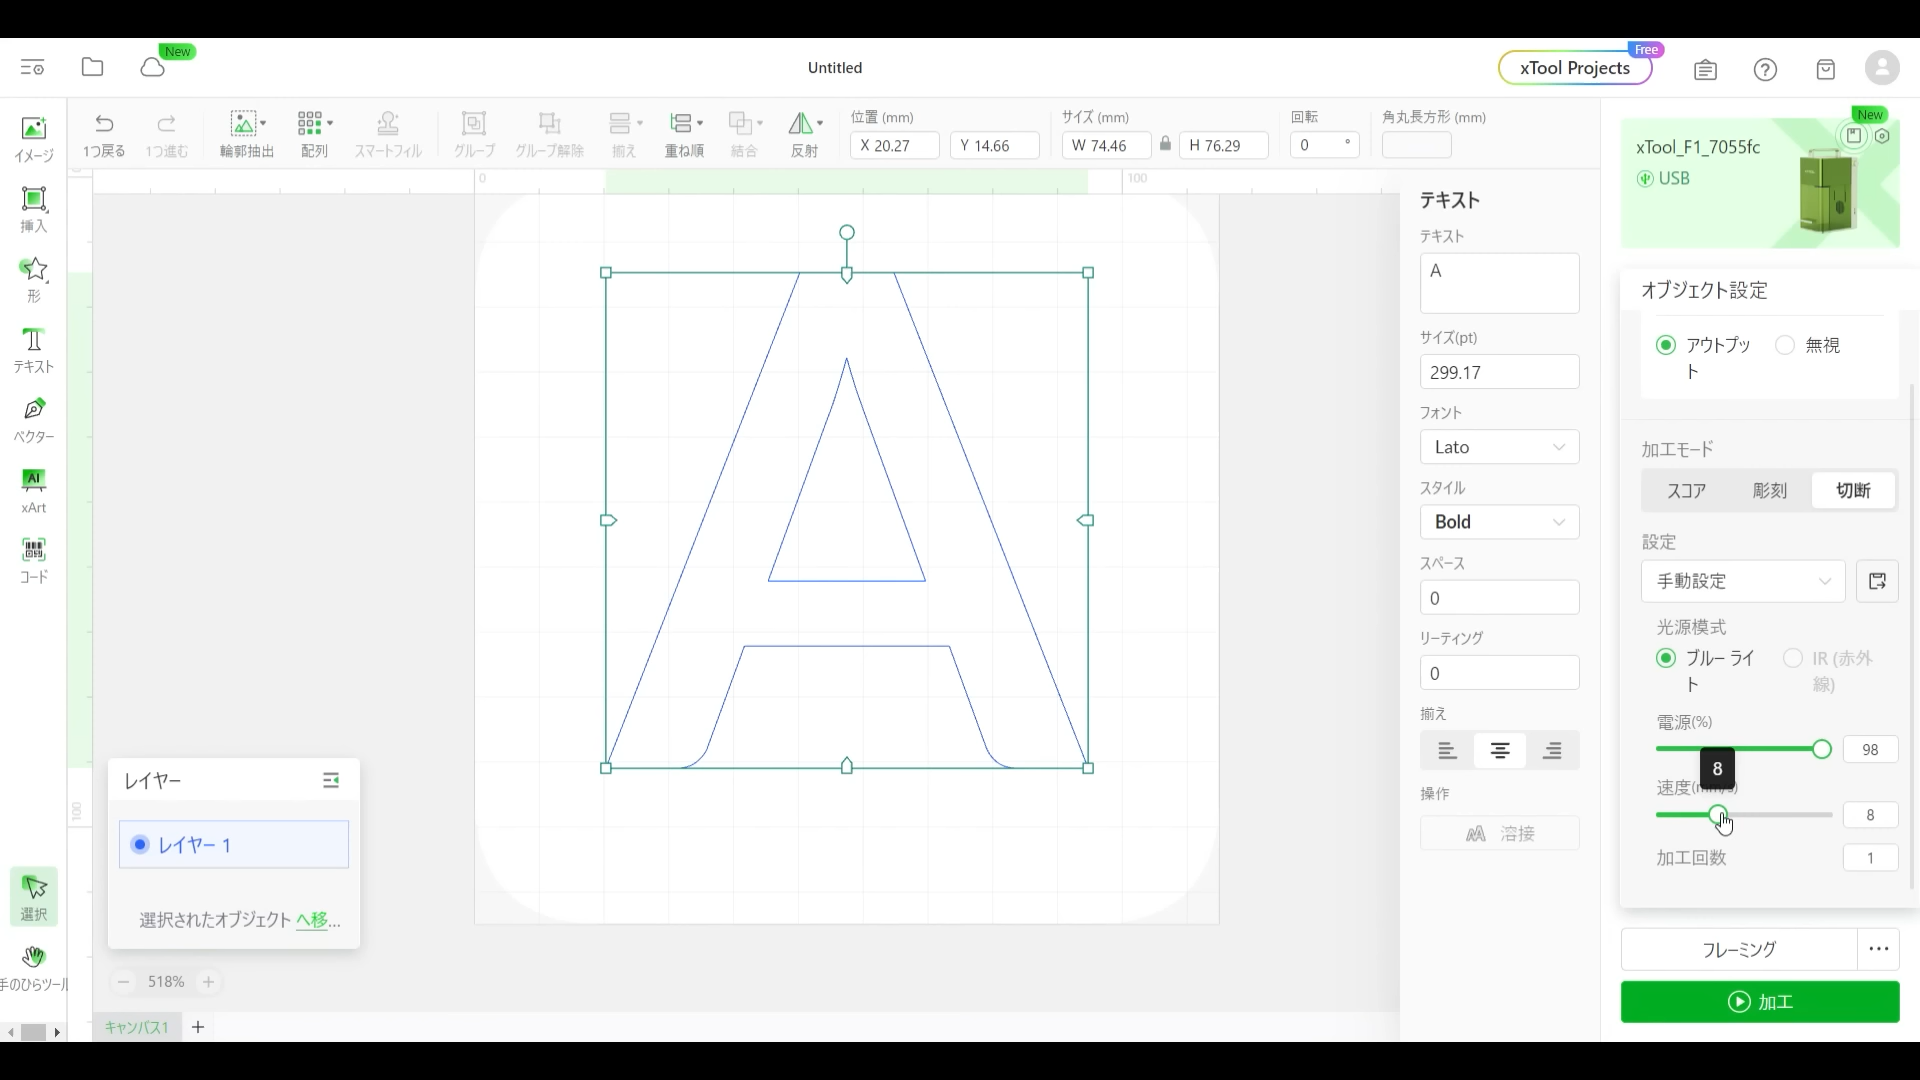 New
Untitled
xTool Projects
Free
1つ戻る
1つ進む
輪郭抽出
配列
スマートフィル
グループ
グループ解除
揃え
重ね順
結合
反射
位置 (mm)
X 20.27
Y 14.66
サイズ (mm)
W 74.46
H 76.29
回転
0 °
角丸長方形 (mm)
イメージ
挿入
形
テキスト
ベクター
AI
xArt
コード
選択
手のひらツール
0
100
100
レイヤー
レイヤー 1
選択されたオブジェクト へ移...
518%
キャンバス1
テキスト
テキスト
A
サイズ(pt)
299.17
フォント
Lato
スタイル
Bold
スペース
0
リーティング
0
揃え
操作
溶接
New
xTool_F1_7055fc
USB
オブジェクト設定
アウトプット
無視
加工モード
スコア
彫刻
切断
設定
手動設定
光源模式
ブルー ライト
IR (赤外線)
電源(%)
98
8
速度(mm/s)
8
加工回数
1
フレーミング
加工